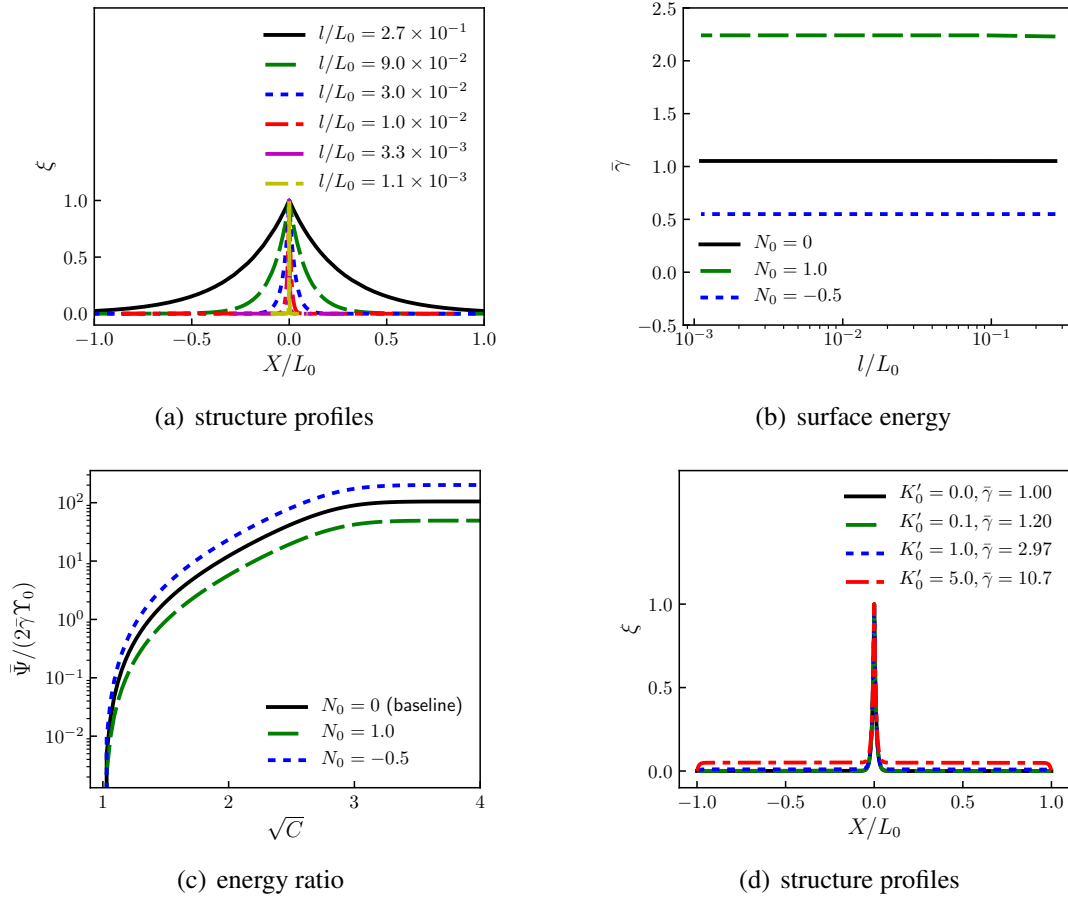 1.0
0.5
0.0
ξ
−1.0 −0.5 0.0 0.5 1.0
X/L₀
l/L₀ = 2.7 × 10⁻¹
l/L₀ = 9.0 × 10⁻²
l/L₀ = 3.0 × 10⁻²
l/L₀ = 1.0 × 10⁻²
l/L₀ = 3.3 × 10⁻³
l/L₀ = 1.1 × 10⁻³
(a) structure profiles
2.5
2.0
1.5
1.0
0.5
0.0
−0.5
γ̄
N₀ = 0
N₀ = 1.0
N₀ = −0.5
10⁻³ 10⁻² 10⁻¹
l/L₀
(b) surface energy
10²
10¹
10⁰
10⁻¹
10⁻²
Ψ̄/(2γ̄Υ₀)
N₀ = 0 (baseline)
N₀ = 1.0
N₀ = −0.5
1 2 3 4
√C
(c) energy ratio
K′₀ = 0.0, γ̄ = 1.00
K′₀ = 0.1, γ̄ = 1.20
K′₀ = 1.0, γ̄ = 2.97
K′₀ = 5.0, γ̄ = 10.7
1.0
0.5
0.0
ξ
−1.0 −0.5 0.0 0.5 1.0
X/L₀
(d) structure profiles